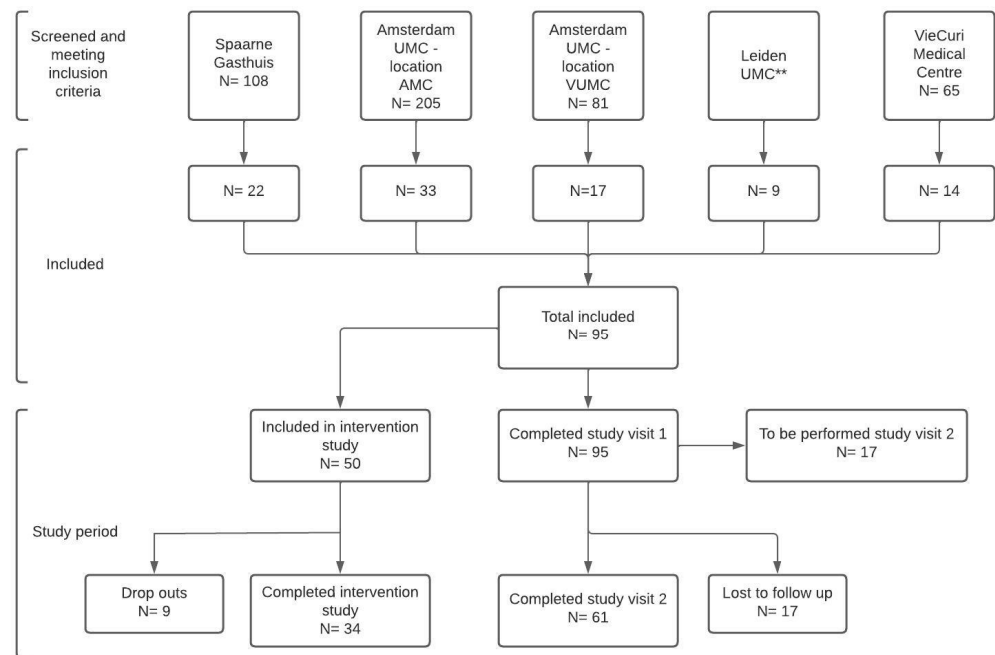 Screened and
meeting
inclusion
criteria
Spaarne
Gasthuis
N= 108
Amsterdam
UMC -
location
AMC
N= 205
Amsterdam
UMC -
location
VUMC
N= 81
Leiden
UMC**
VieCuri
Medical
Centre
N= 65
Included
N= 22
N= 33
N=17
N= 9
N= 14
Total included
N= 95
Study period
Included in intervention
study
N= 50
Completed study visit 1
N= 95
To be performed study visit 2
N= 17
Drop outs
N= 9
Completed intervention
study
N= 34
Completed study visit 2
N= 61
Lost to follow up
N= 17